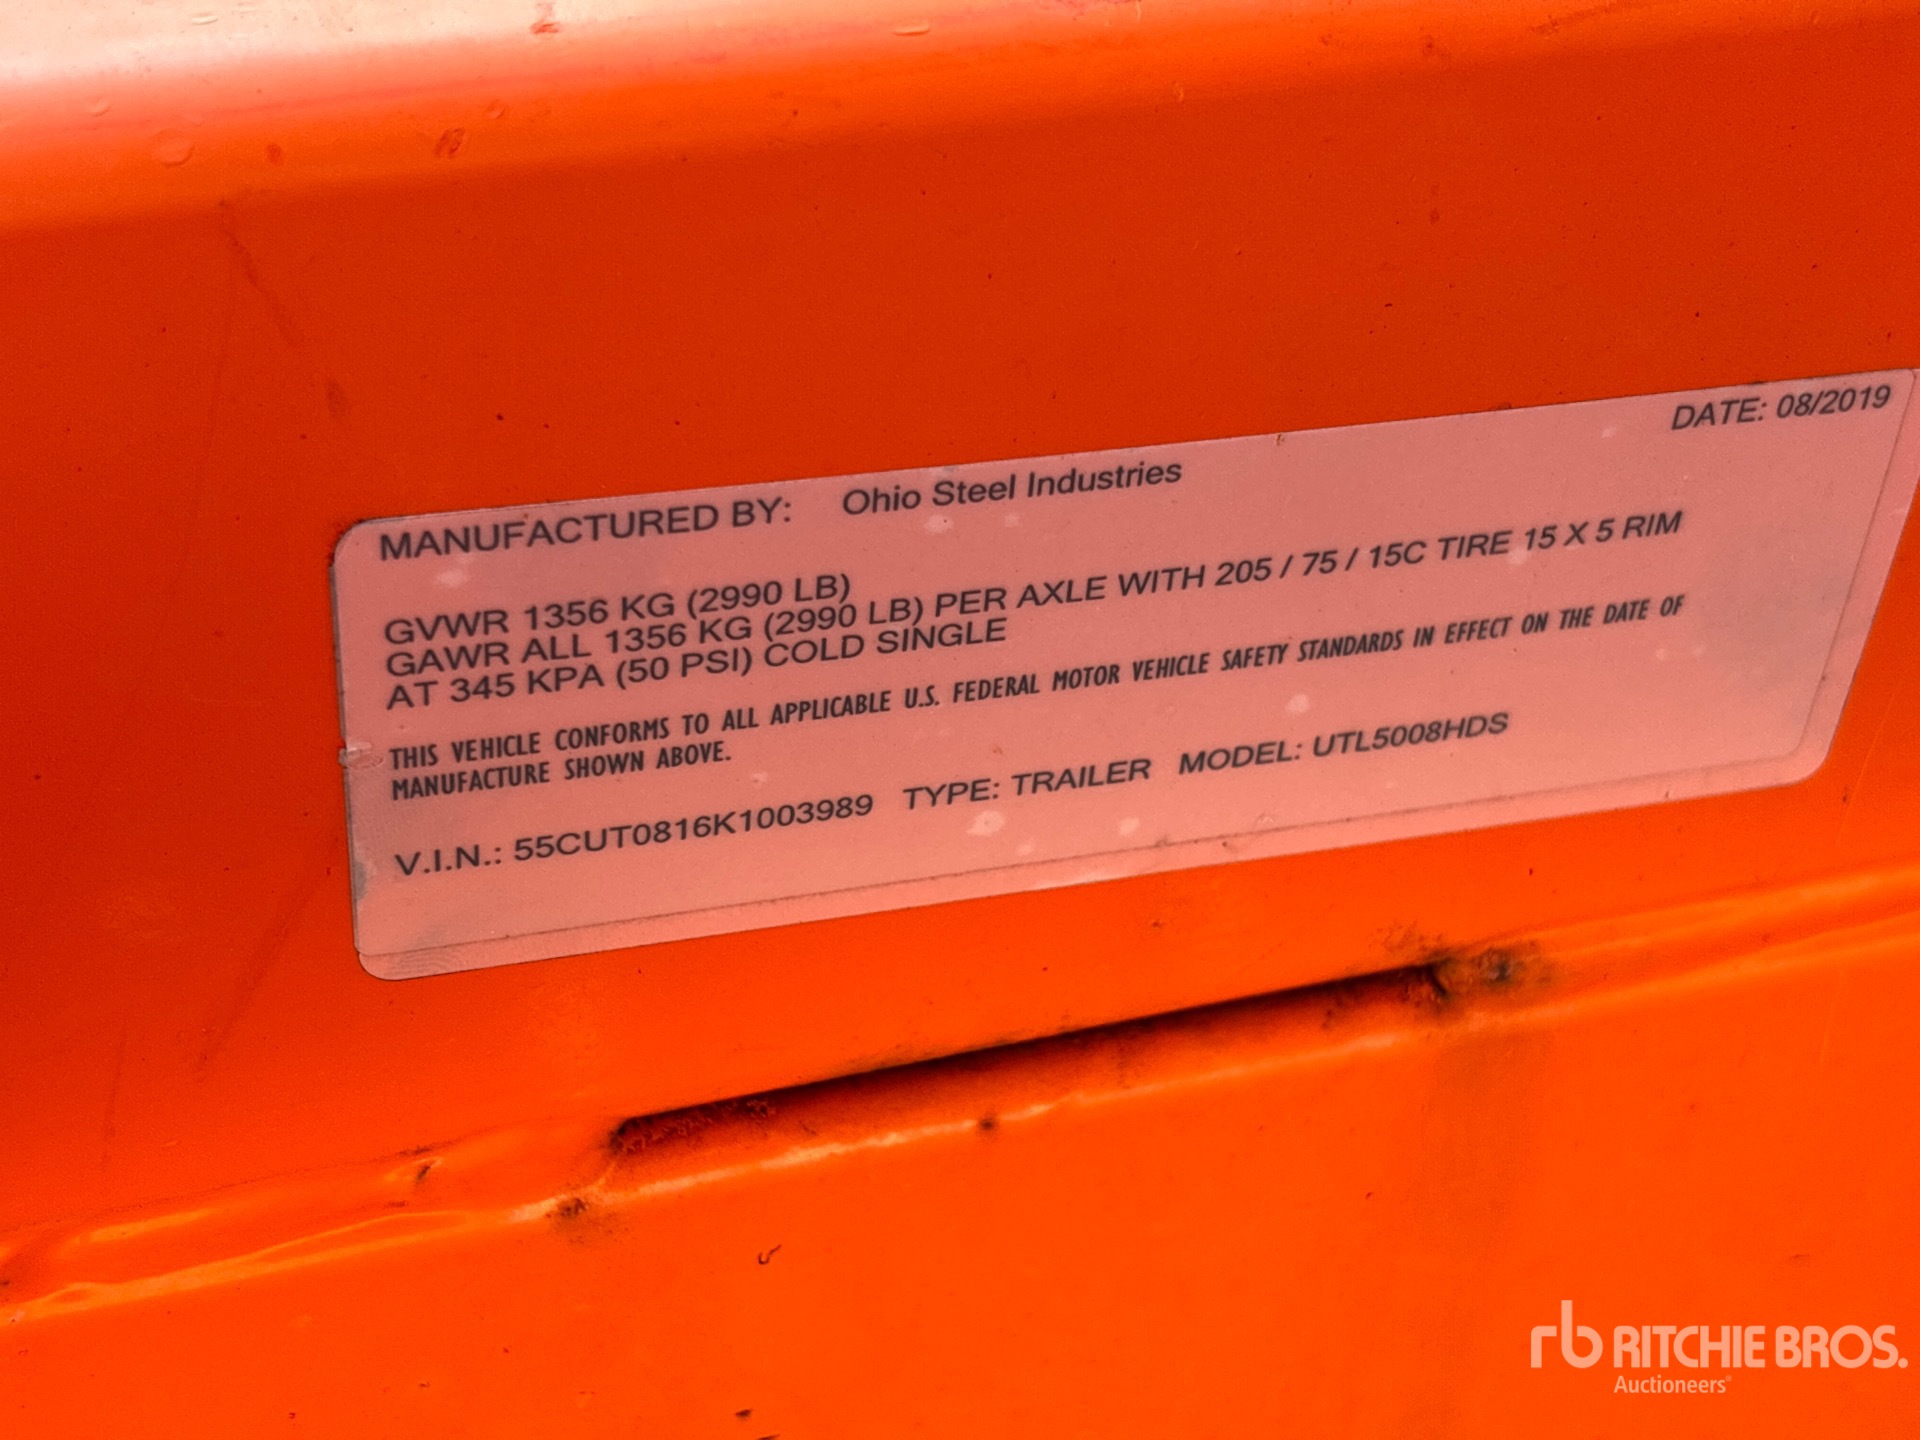 DATE: 08/2019
MANUFACTURED BY: Ohio Steel Industries
GVWR 1356 KG (2990 LB)
GAWR ALL 1356 KG (2990 LB) PER AXLE WITH 205 / 75 / 15C TIRE 15 X 5 RIM
AT 345 KPA (50 PSI) COLD SINGLE
THIS VEHICLE CONFORMS TO ALL APPLICABLE U.S. FEDERAL MOTOR VEHICLE SAFETY STANDARDS IN EFFECT ON THE DATE OF
MANUFACTURE SHOWN ABOVE.
V.I.N.: 55CUT0816K1003989 TYPE: TRAILER MODEL: UTL5008HDS
rb RITCHIE BROS.
Auctioneers